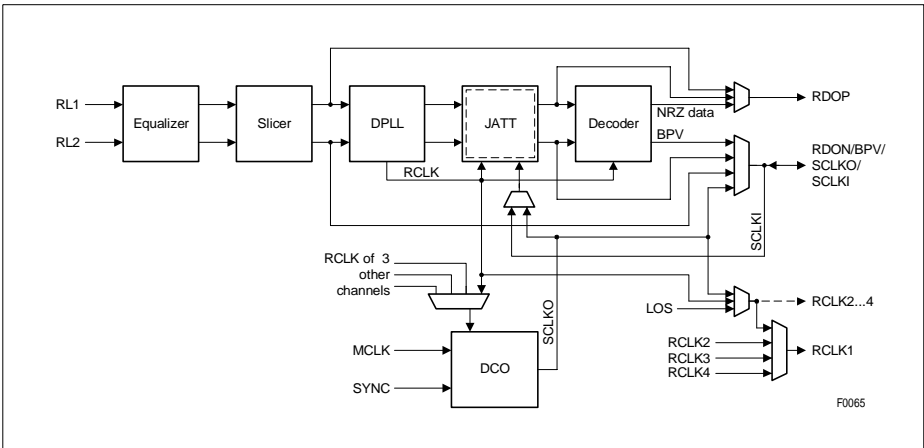 RL1
RL2
Equalizer
Slicer
DPLL
JATT
Decoder
NRZ data
BPV
RDOP
RCLK
RDON/BPV/
SCLKO/
SCLKI
SCLKI
RCLK of 3
other
channels
SCLKO
LOS
RCLK2...4
MCLK
SYNC
DCO
RCLK2
RCLK3
RCLK4
RCLK1
F0065